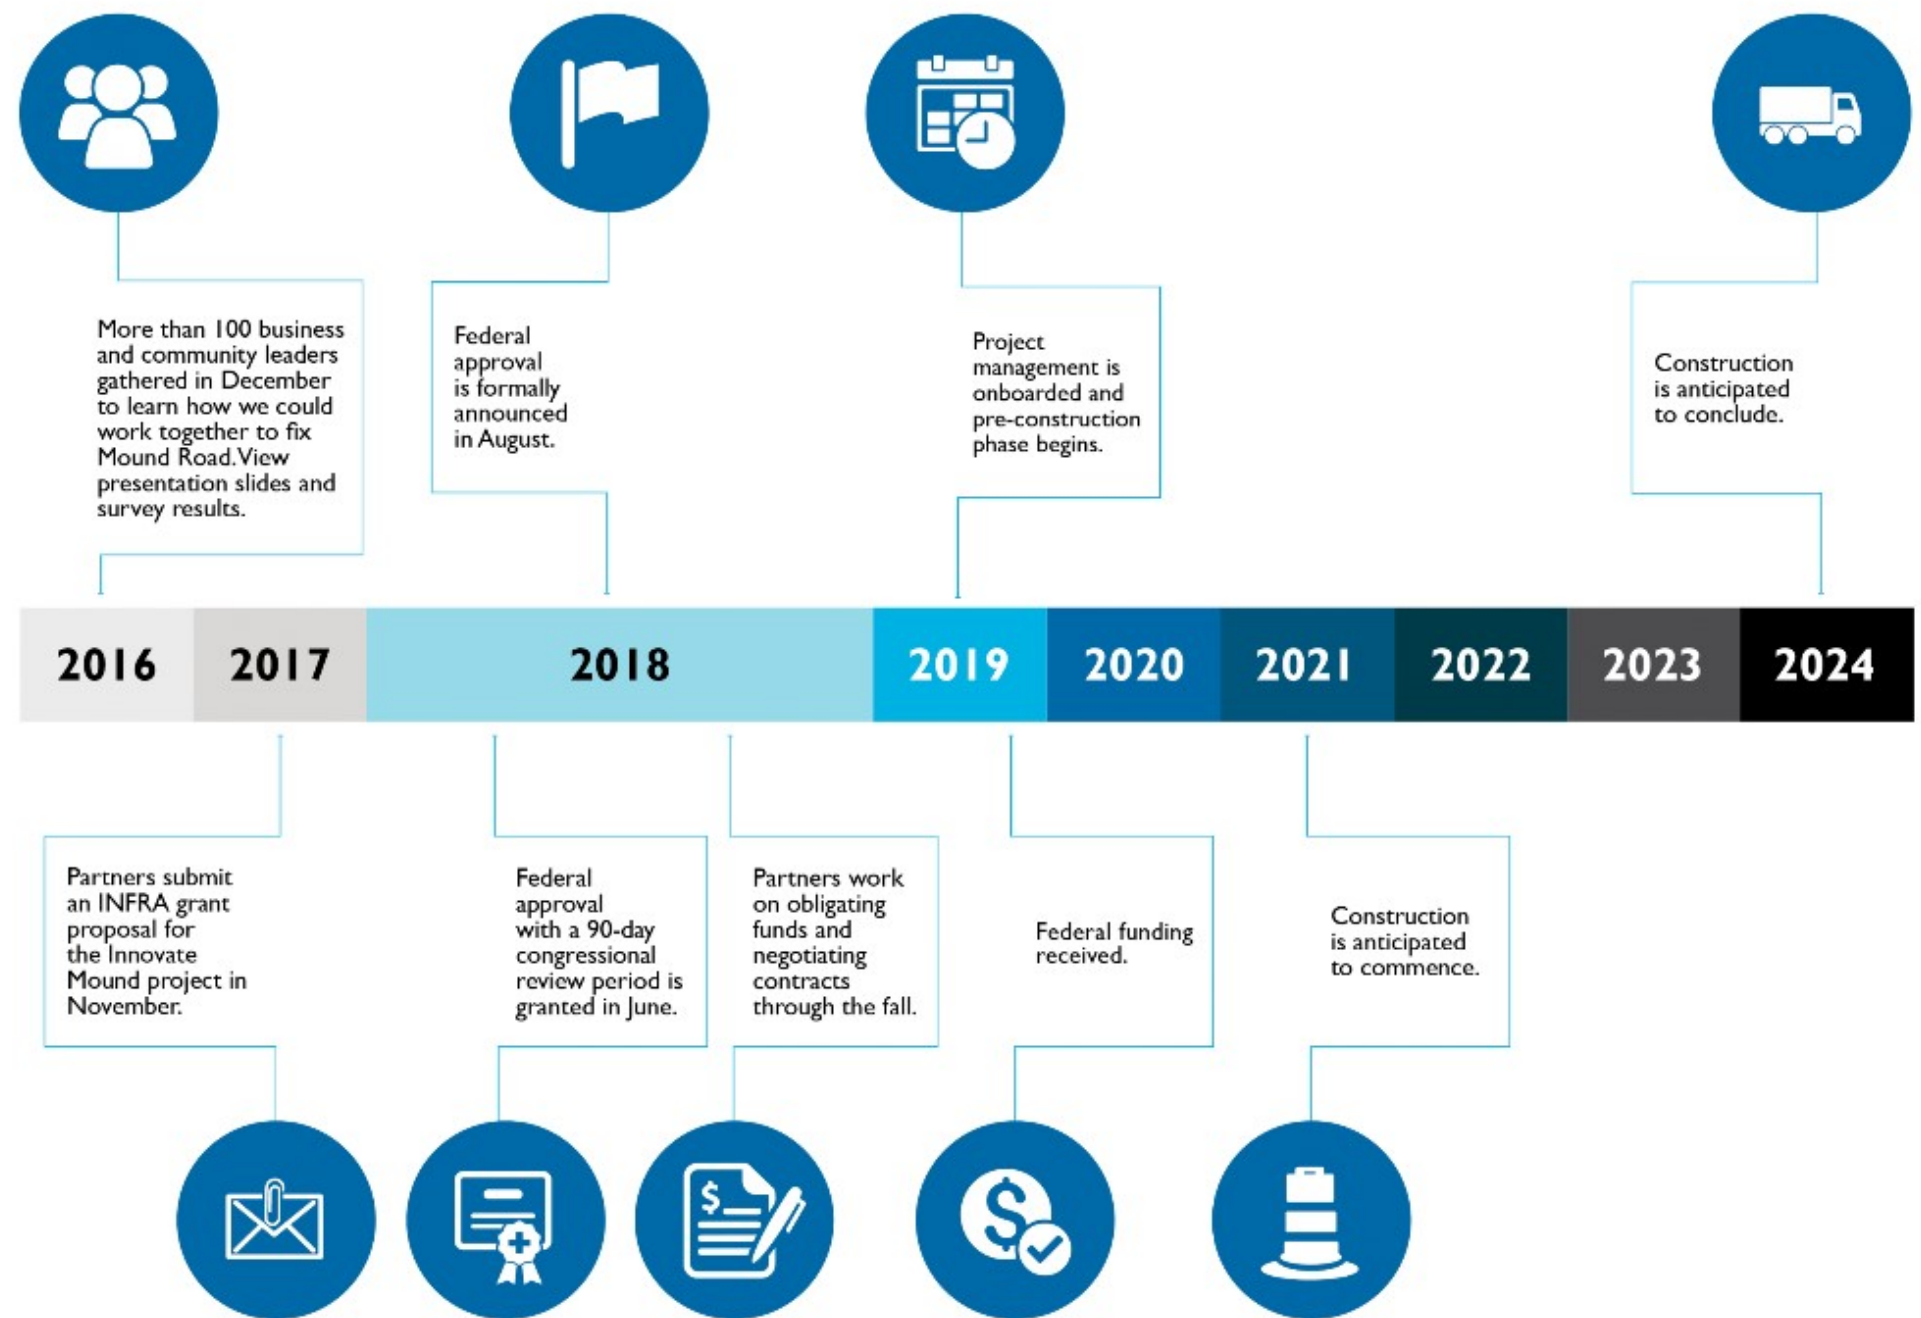 More than 100 business
and community leaders
gathered in December
to learn how we could
work together to fix
Mound Road.View
presentation slides and
survey results.
Federal
approval
is formally
announced
in August.
Project
management is
onboarded and
pre-construction
phase begins.
Construction
is anticipated
to conclude.
2016
2017
2018
2019
2020
2021
2022
2023
2024
Partners submit
an INFRA grant
proposal for
the Innovate
Mound project in
November.
Federal
approval
with a 90-day
congressional
review period is
granted in June.
Partners work
on obligating
funds and
negotiating
contracts
through the fall.
Federal funding
received.
Construction
is anticipated
to commence.
$
$